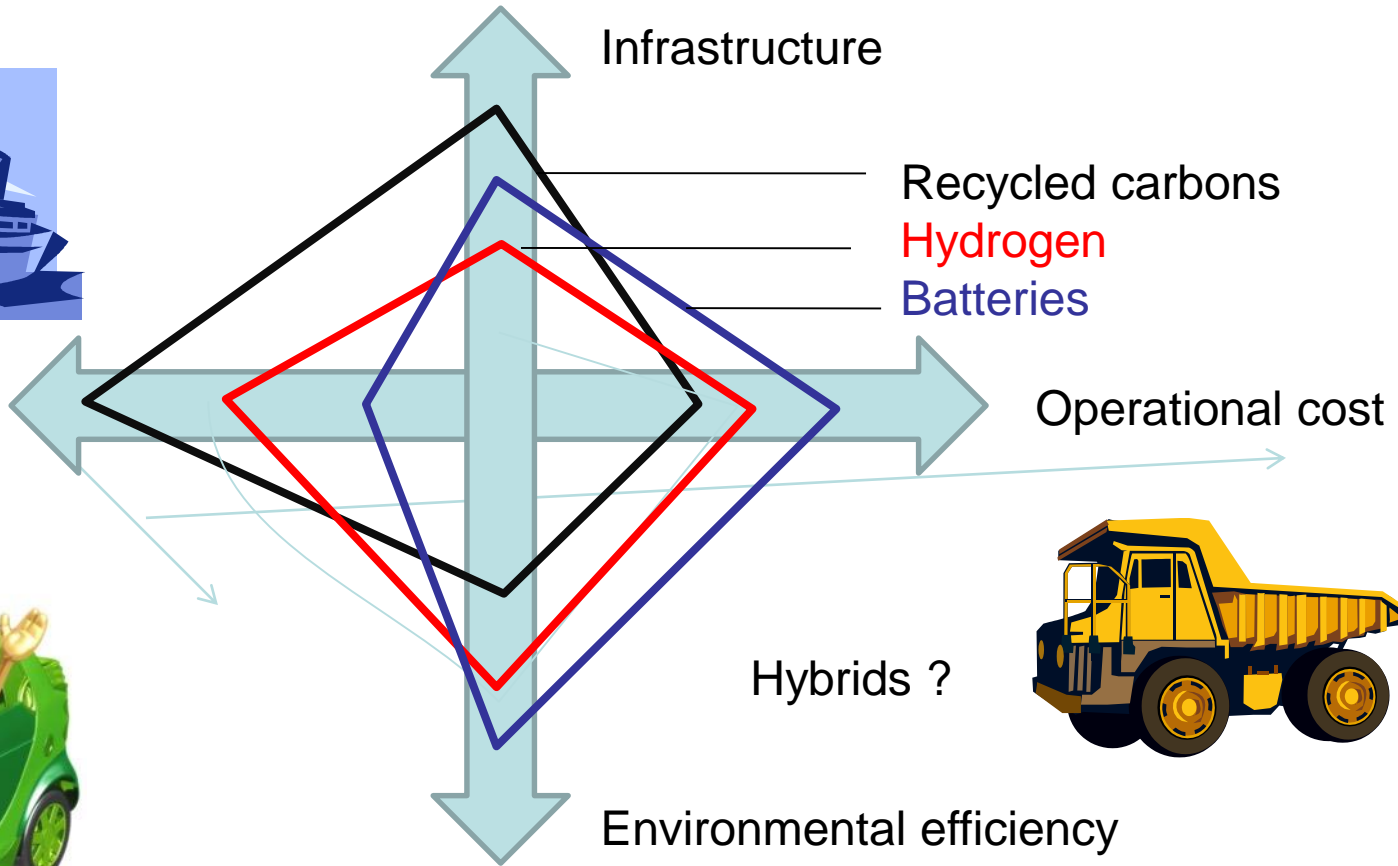 Infrastructure
Recycled carbons
Hydrogen
Batteries
Operational cost
Hybrids ?
Environmental efficiency